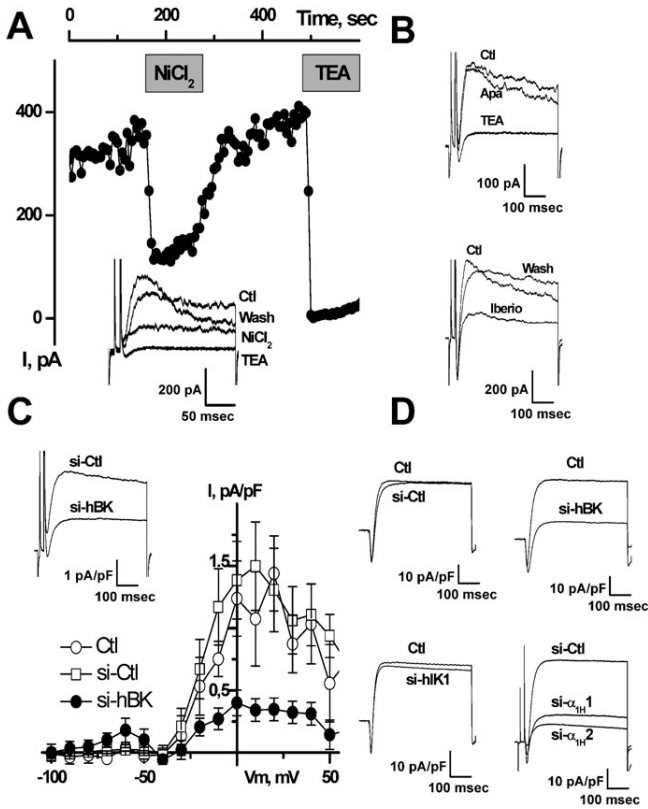 A
0 200 400 Time, sec
NiCl2
TEA
400
200
0
I, pA
Ctl
Wash
NiCl2
TEA
200 pA
50 msec
B
Ctl
Apa
TEA
100 pA
100 msec
Ctl
Wash
Iberio
200 pA
100 msec
C
si-Ctl
si-hBK
1 pA/pF
100 msec
I, pA/pF
1.5
0,5
Ctl
si-Ctl
si-hBK
-100 -50 Vm, mV 50
D
Ctl
si-Ctl
10 pA/pF
100 msec
Ctl
si-hBK
10 pA/pF
100 msec
Ctl
si-hIK1
10 pA/pF
100 msec
si-Ctl
si-α1H1
si-α1H2
10 pA/pF
100 msec